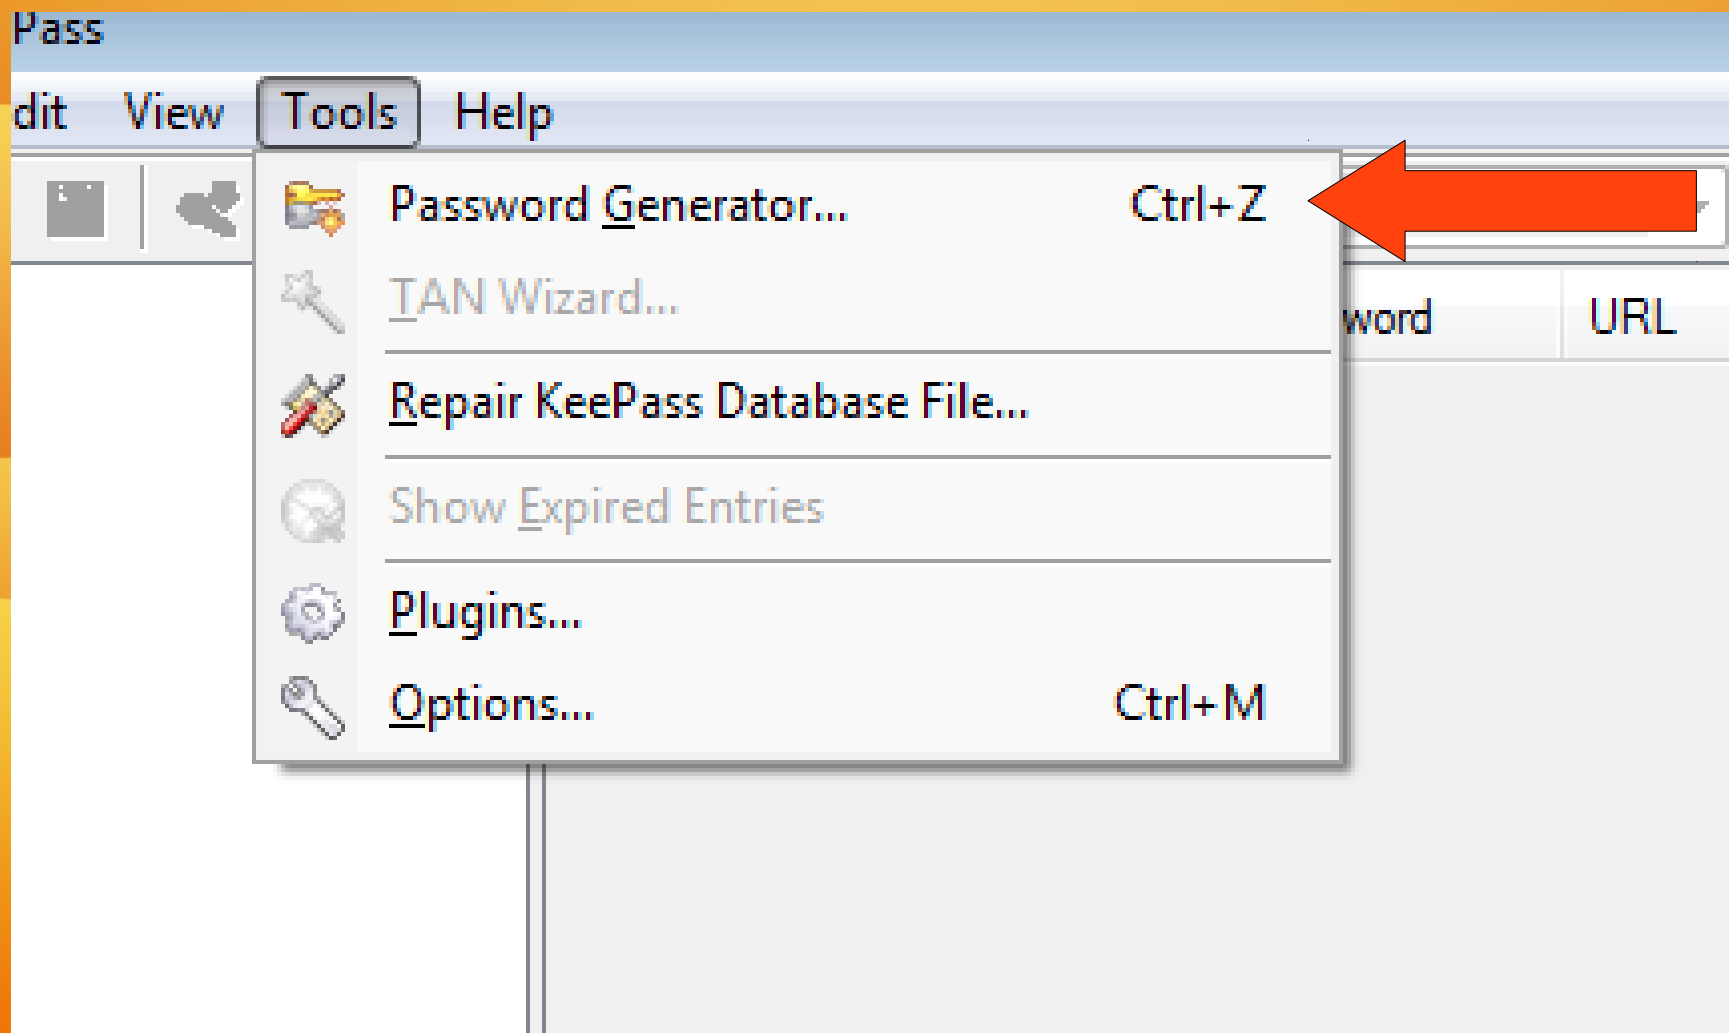 Pass
dit View Tools Help
Password Generator... Ctrl+Z
TAN Wizard...
word URL
Repair KeePass Database File...
Show Expired Entries
Plugins...
Options... Ctrl+M